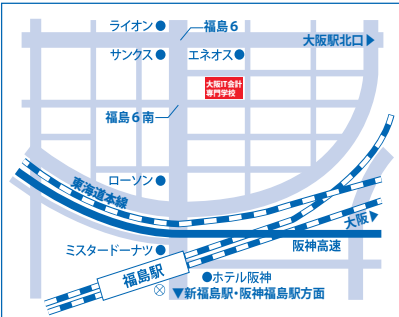 ライオン
福島6
サンクス
エネオス
大阪駅北口▶
大阪IT会計
専門学校
福島6南
ローソン
東海道本線
大阪▶
阪神高速
ミスタードーナツ
福島駅
ホテル阪神
▼新福島駅・阪神福島駅方面